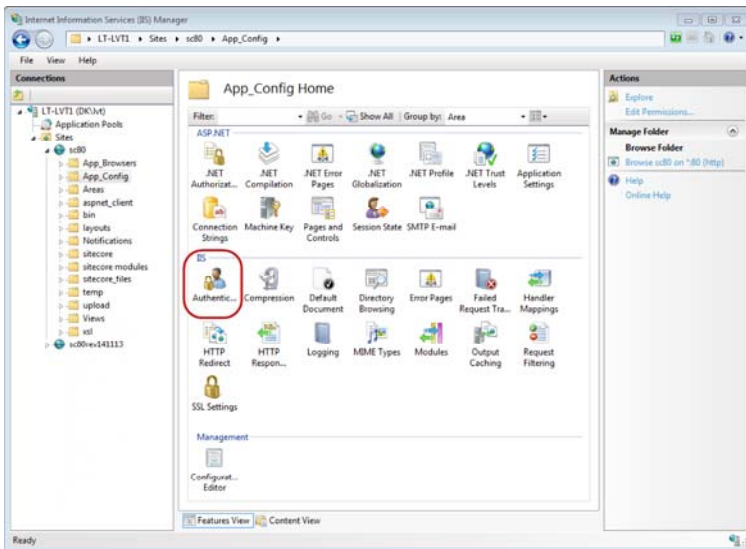 Internet Information Services (IIS) Manager
LT-LVT1 Sites sc80 App_Config
File View Help
Connections
LT-LVT1 (DK\lvt)
Application Pools
Sites
sc80
App_Browsers
App_Config
Areas
aspnet_client
bin
layouts
Notifications
sitecore
sitecore modules
sitecore_files
temp
upload
Views
xsl
sc80rev141113
App_Config Home
Filter: Go Show All Group by: Area
ASP.NET
.NET Authorizat...
.NET Compilation
.NET Error Pages
.NET Globalization
.NET Profile
.NET Trust Levels
Application Settings
Connection Strings
Machine Key
Pages and Controls
Session State
SMTP E-mail
IIS
Authentic...
Compression
Default Document
Directory Browsing
Error Pages
Failed Request Tra...
Handler Mappings
HTTP Redirect
HTTP Respon...
Logging
MIME Types
Modules
Output Caching
Request Filtering
SSL Settings
Management
Configurat... Editor
Features View Content View
Actions
Explore
Edit Permissions...
Manage Folder
Browse Folder
Browse sc80 on *:80 (http)
Help
Online Help
Ready